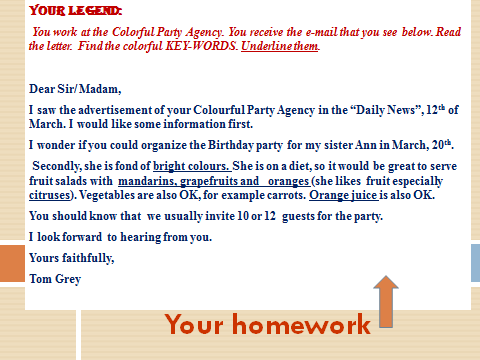 YOUR LEGEND:
You work at the Colorful Party Agency. You receive the e-mail that you see below. Read
the letter. Find the colorful KEY-WORDS. Underline them.
Dear Sir/Madam,
I saw the advertisement of your Colourful Party Agency in the “Daily News”, 12th of
March. I would like some information first.
I wonder if you could organize the Birthday party for my sister Ann in March, 20th.
Secondly, she is fond of bright colours. She is on a diet, so it would be great to serve
fruit salads with mandarins, grapefruits and oranges (she likes fruit especially
citruses). Vegetables are also OK, for example carrots. Orange juice is also OK.
You should know that we usually invite 10 or 12 guests for the party.
I look forward to hearing from you.
Yours faithfully,
Tom Grey
Your homework